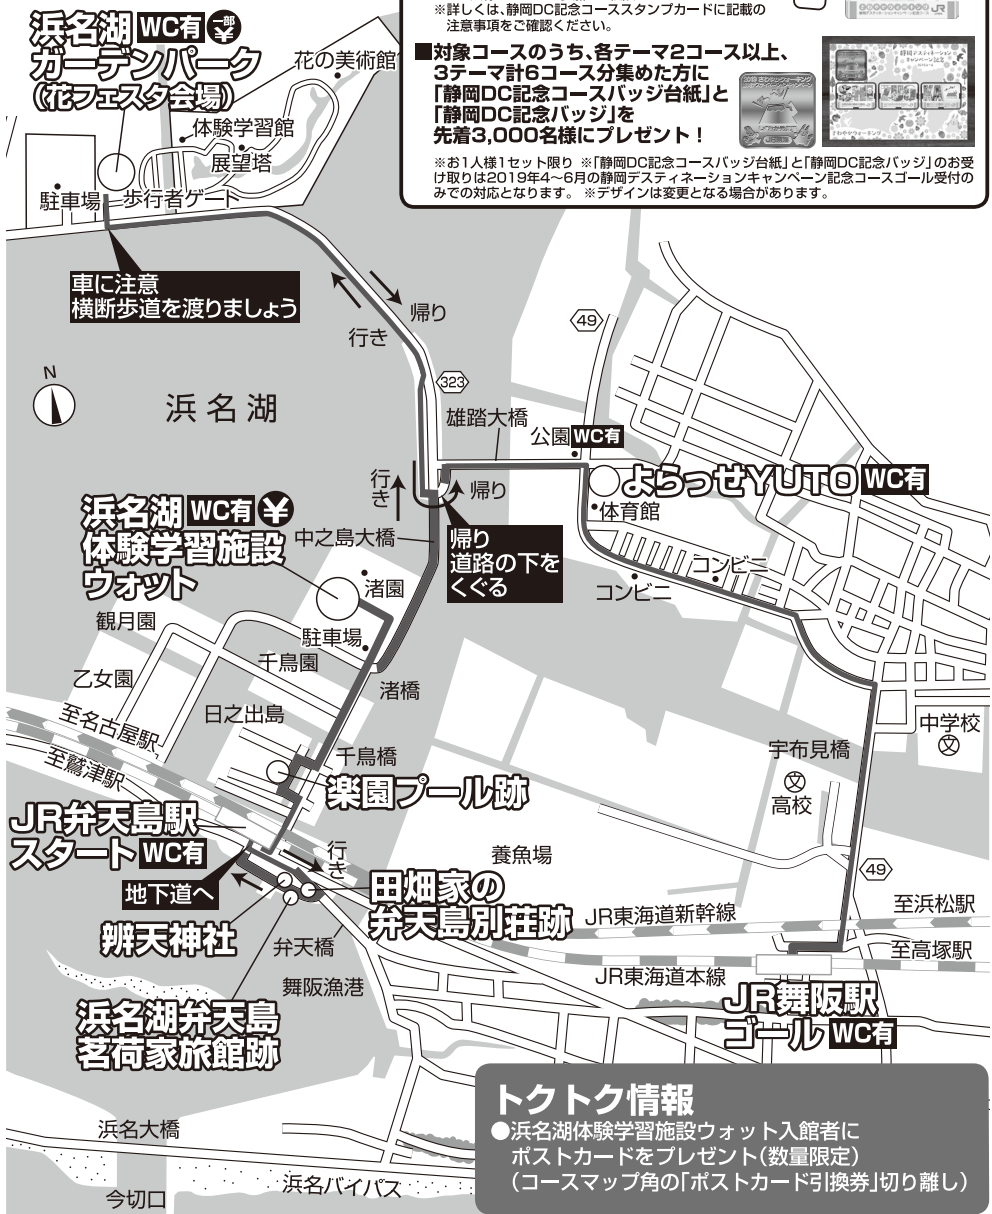 ※詳しくは、静岡DC記念コーススタンプカードに記載の
注意事項をご確認ください。
■対象コースのうち、各テーマ2コース以上、
3テーマ計6コース分集めた方に
「静岡DC記念コースバッジ台紙」と
「静岡DC記念バッジ」を
先着3,000名様にプレゼント！
※お1人様1セット限り ※「静岡DC記念コースバッジ台紙」と「静岡DC記念バッジ」のお受
け取りは2019年4～6月の静岡デスティネーションキャンペーン記念コースゴール受付の
みでの対応となります。 ※デザインは変更となる場合があります。
浜名湖 WC有 一部¥
ガーデンパーク
（花フェスタ会場）
花の美術館
体験学習館
展望塔
駐車場
歩行者ゲート
車に注意
横断歩道を渡りましょう
帰り
行き
49
N
浜名湖
323
雄踏大橋
公園 WC有
よらっせYUTO WC有
行き
帰り
体育館
浜名湖 WC有 ¥
体験学習施設
ウォット
中之島大橋
帰り
道路の下を
くぐる
コンビニ
コンビニ
渚園
観月園
駐車場
千鳥園
乙女園
渚橋
日之出島
至名古屋駅
至鷲津駅
千鳥橋
楽園プール跡
宇布見橋
中学校
文
文
高校
JR弁天島駅
スタート WC有
行き
地下道へ
養魚場
49
田畑家の
弁天島別荘跡
辨天神社
弁天橋
JR東海道新幹線
至浜松駅
至高塚駅
JR東海道本線
舞阪漁港
浜名湖弁天島
茗荷家旅館跡
JR舞阪駅
ゴール WC有
浜名大橋
今切口
浜名バイパス
トクトク情報
●浜名湖体験学習施設ウォット入館者に
ポストカードをプレゼント（数量限定）
（コースマップ角の「ポストカード引換券」切り離し）